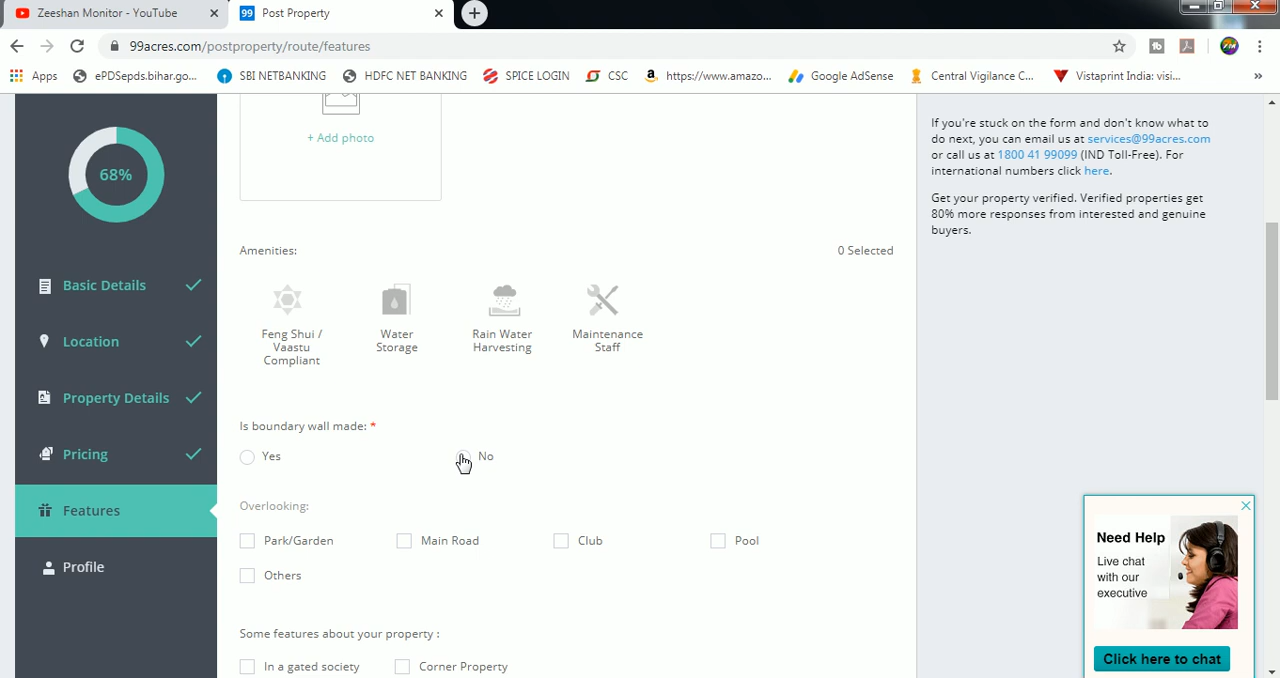 Zeeshan Monitor - YouTube
99 Post Property
99acres.com/postproperty/route/features
Apps ePDSepds.bihar.go... SBI NETBANKING HDFC NET BANKING SPICE LOGIN CSC https://www.amazo... Google AdSense Central Vigilance C... Vistaprint India: visi... »
68%
Basic Details
Location
Property Details
Pricing
Features
Profile
+ Add photo
Amenities: 0 Selected
Feng Shui /
Vaastu
Compliant
Water
Storage
Rain Water
Harvesting
Maintenance
Staff
Is boundary wall made: *
Yes No
Overlooking:
Park/Garden Main Road Club Pool
Others
Some features about your property :
In a gated society Corner Property
If you're stuck on the form and don't know what to
do next, you can email us at services@99acres.com
or call us at 1800 41 99099 (IND Toll-Free). For
international numbers click here.
Get your property verified. Verified properties get
80% more responses from interested and genuine
buyers.
Need Help
Live chat
with our
executive
Click here to chat